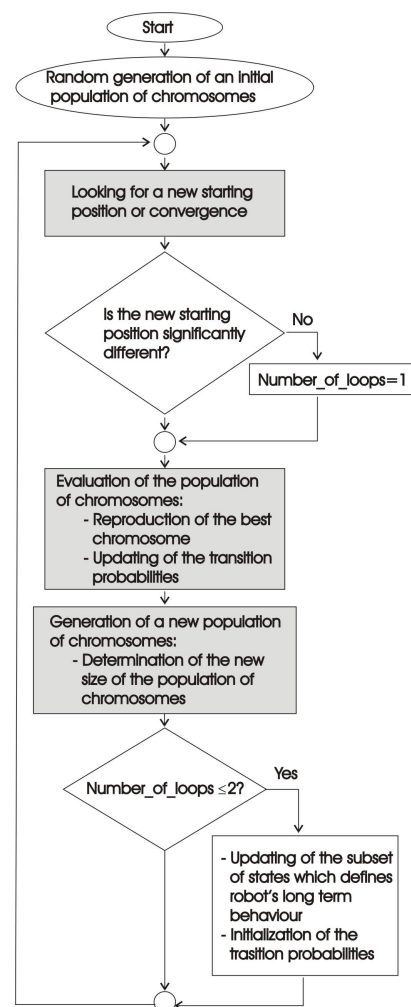 Start
Random generation of an initial
population of chromosomes
Looking for a new starting
position or convergence
Is the new starting
position significantly
different?
No
Number_of_loops=1
Evaluation of the population
of chromosomes:
- Reproduction of the best
chromosome
- Updating of the transition
probabilities
Generation of a new population
of chromosomes:
- Determination of the new
size of the population of
chromosomes
Number_of_loops ≤2?
Yes
- Updating of the subset
of states which defines
robot's long term
behaviour
- Initialization of the
trasition probabilities